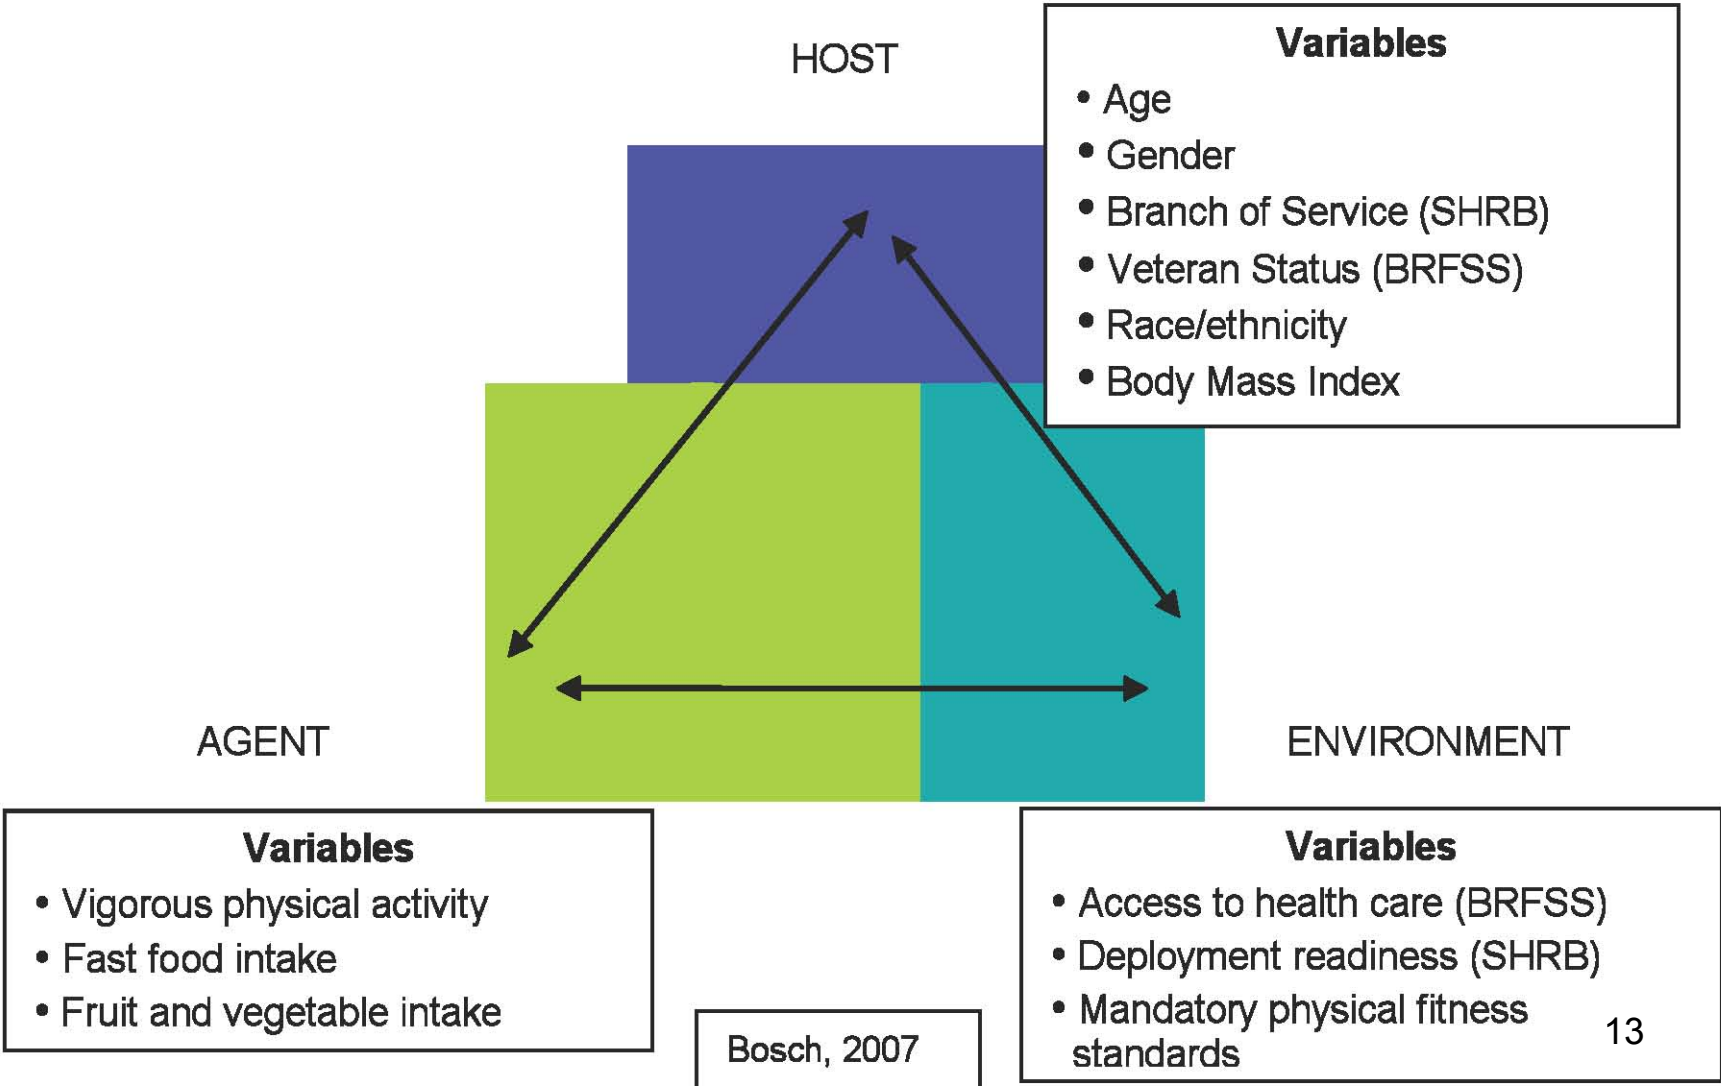 HOST
Variables
• Age
• Gender
• Branch of Service (SHRB)
• Veteran Status (BRFSS)
• Race/ethnicity
• Body Mass Index
AGENT
ENVIRONMENT
Variables
• Vigorous physical activity
• Fast food intake
• Fruit and vegetable intake
Variables
• Access to health care (BRFSS)
• Deployment readiness (SHRB)
• Mandatory physical fitness
standards
Bosch, 2007
13